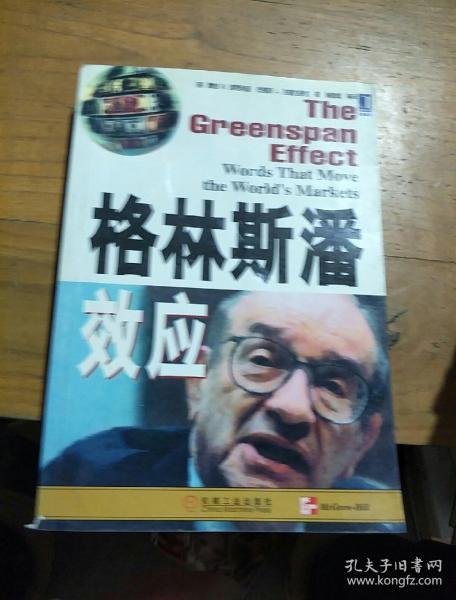 The
Greenspan
Effect
Words That Move
the World's Markets
格林斯潘
效应
机械工业出版社
China Machine Press
McGraw-Hill
孔夫子旧书网
www.kongfz.com